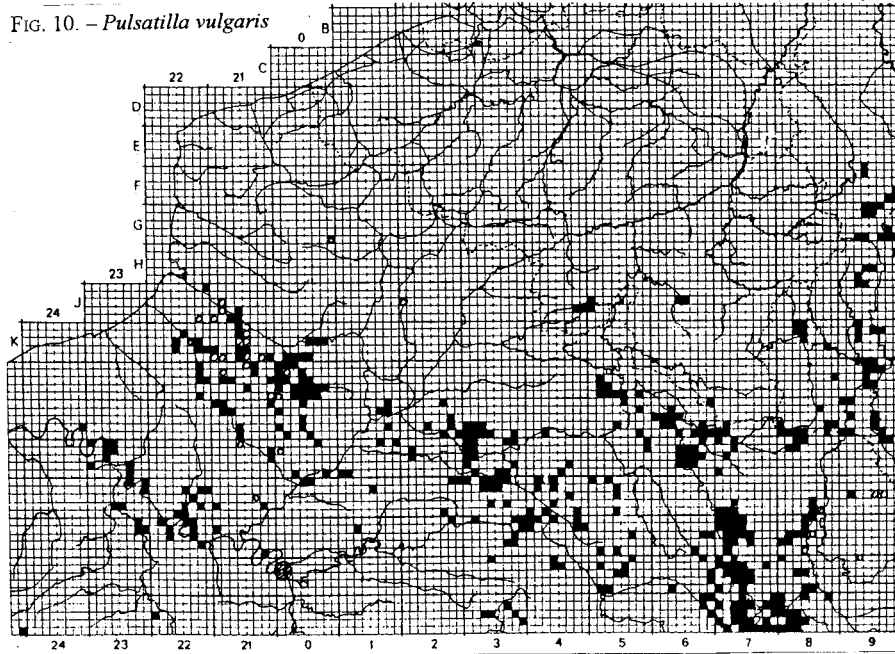 FIG. 10. – Pulsatilla vulgaris
B
0
C
22 21
D
E
F
G
H
23
J
24
K
24 23 22 21 0 1 2 3 4 5 6 7 8 9